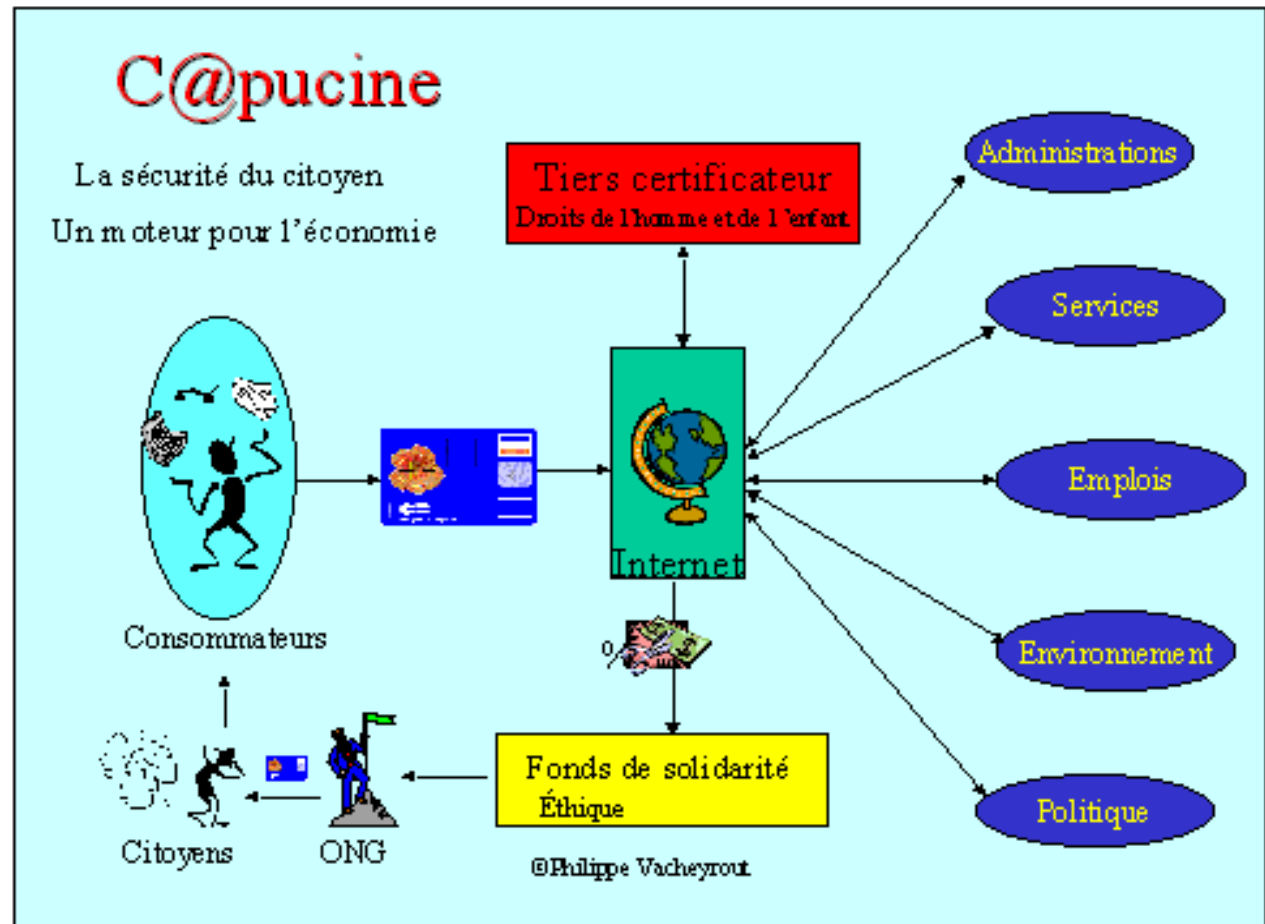 C@pucine
La sécurité du citoyen
Un moteur pour l'économie
Tiers certificateur
Droits de l'homme et de l'enfant
Administrations
Services
Emplois
Environnement
Politique
Internet
Consommateurs
%
Fonds de solidarité
Éthique
Citoyens
ONG
©Philippe Vacheyrout